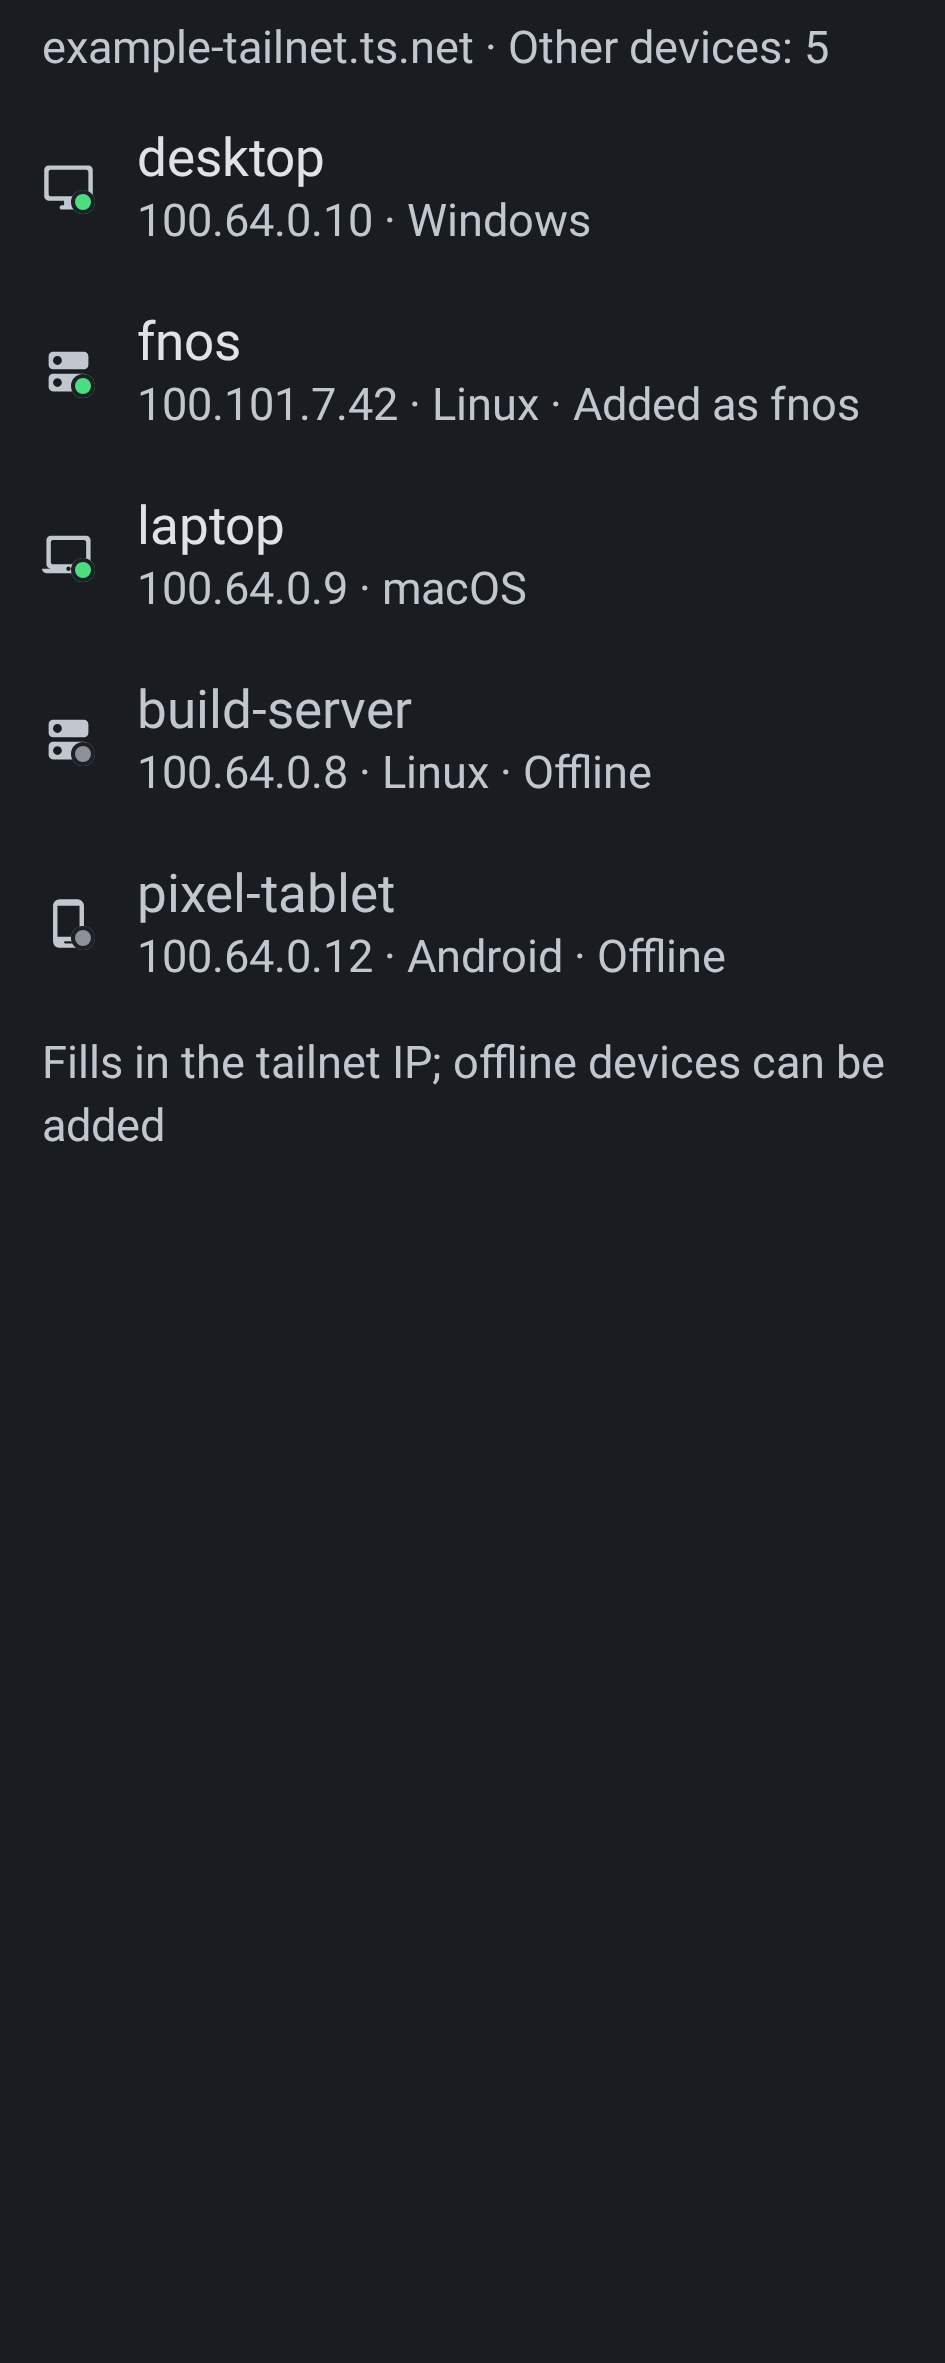 example-tailnet.ts.net · Other devices: 5
desktop
100.64.0.10 · Windows
fnos
100.101.7.42 · Linux · Added as fnos
laptop
100.64.0.9 · macOS
build-server
100.64.0.8 · Linux · Offline
pixel-tablet
100.64.0.12 · Android · Offline
Fills in the tailnet IP; offline devices can be
added